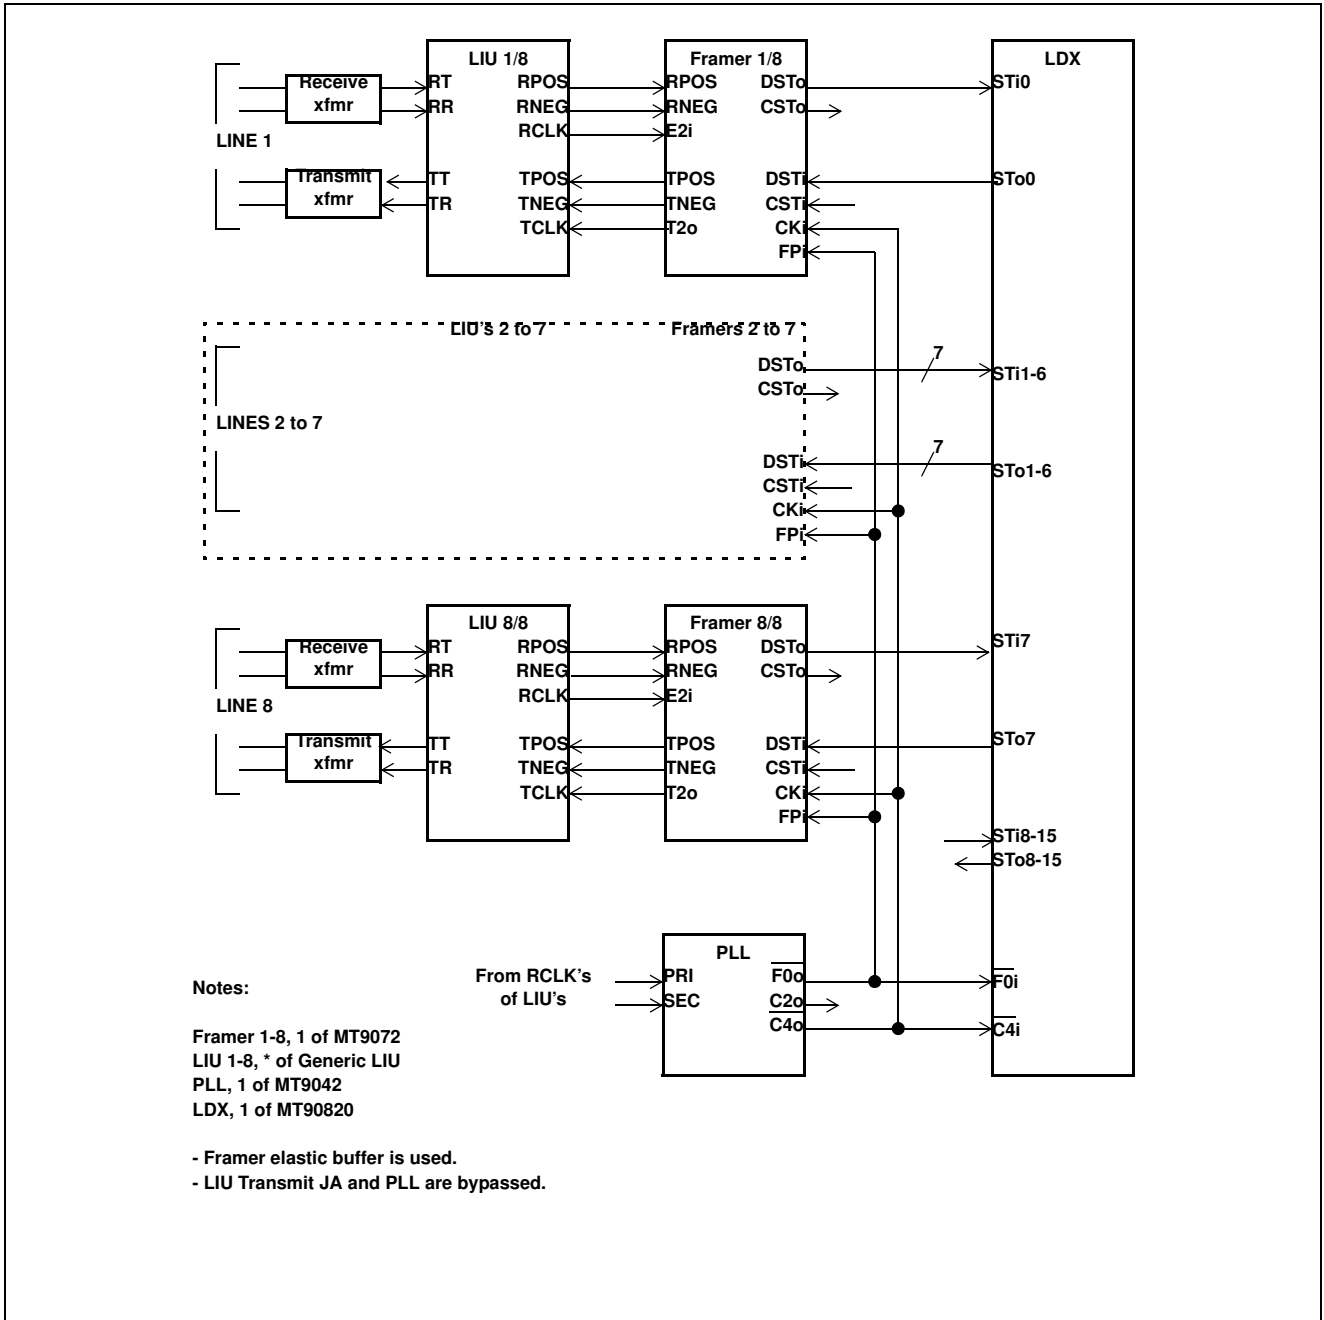 LIU 1/8 Framer 1/8 LDX
Receive xfmr RT RPOS RPOS DSTo STi0
RR RNEG RNEG CSTo
RCLK E2i
LINE 1
Transmit xfmr TT TPOS TPOS DSTi STo0
TR TNEG TNEG CSTi
TCLK T2o CKi
FPi
LIU's 2 to 7 Framers 2 to 7
DSTo 7 STi1-6
CSTo
LINES 2 to 7
DSTi 7 STo1-6
CSTi
CKi
FPi
LIU 8/8 Framer 8/8
Receive xfmr RT RPOS RPOS DSTo STi7
RR RNEG RNEG CSTo
RCLK E2i
LINE 8
Transmit xfmr TT TPOS TPOS DSTi STo7
TR TNEG TNEG CSTi
TCLK T2o CKi
FPi
STi8-15
STo8-15
PLL
From RCLK's PRI F0o F0i
of LIU's SEC C2o
C4o C4i
Notes:
Framer 1-8, 1 of MT9072
LIU 1-8, * of Generic LIU
PLL, 1 of MT9042
LDX, 1 of MT90820
- Framer elastic buffer is used.
- LIU Transmit JA and PLL are bypassed.